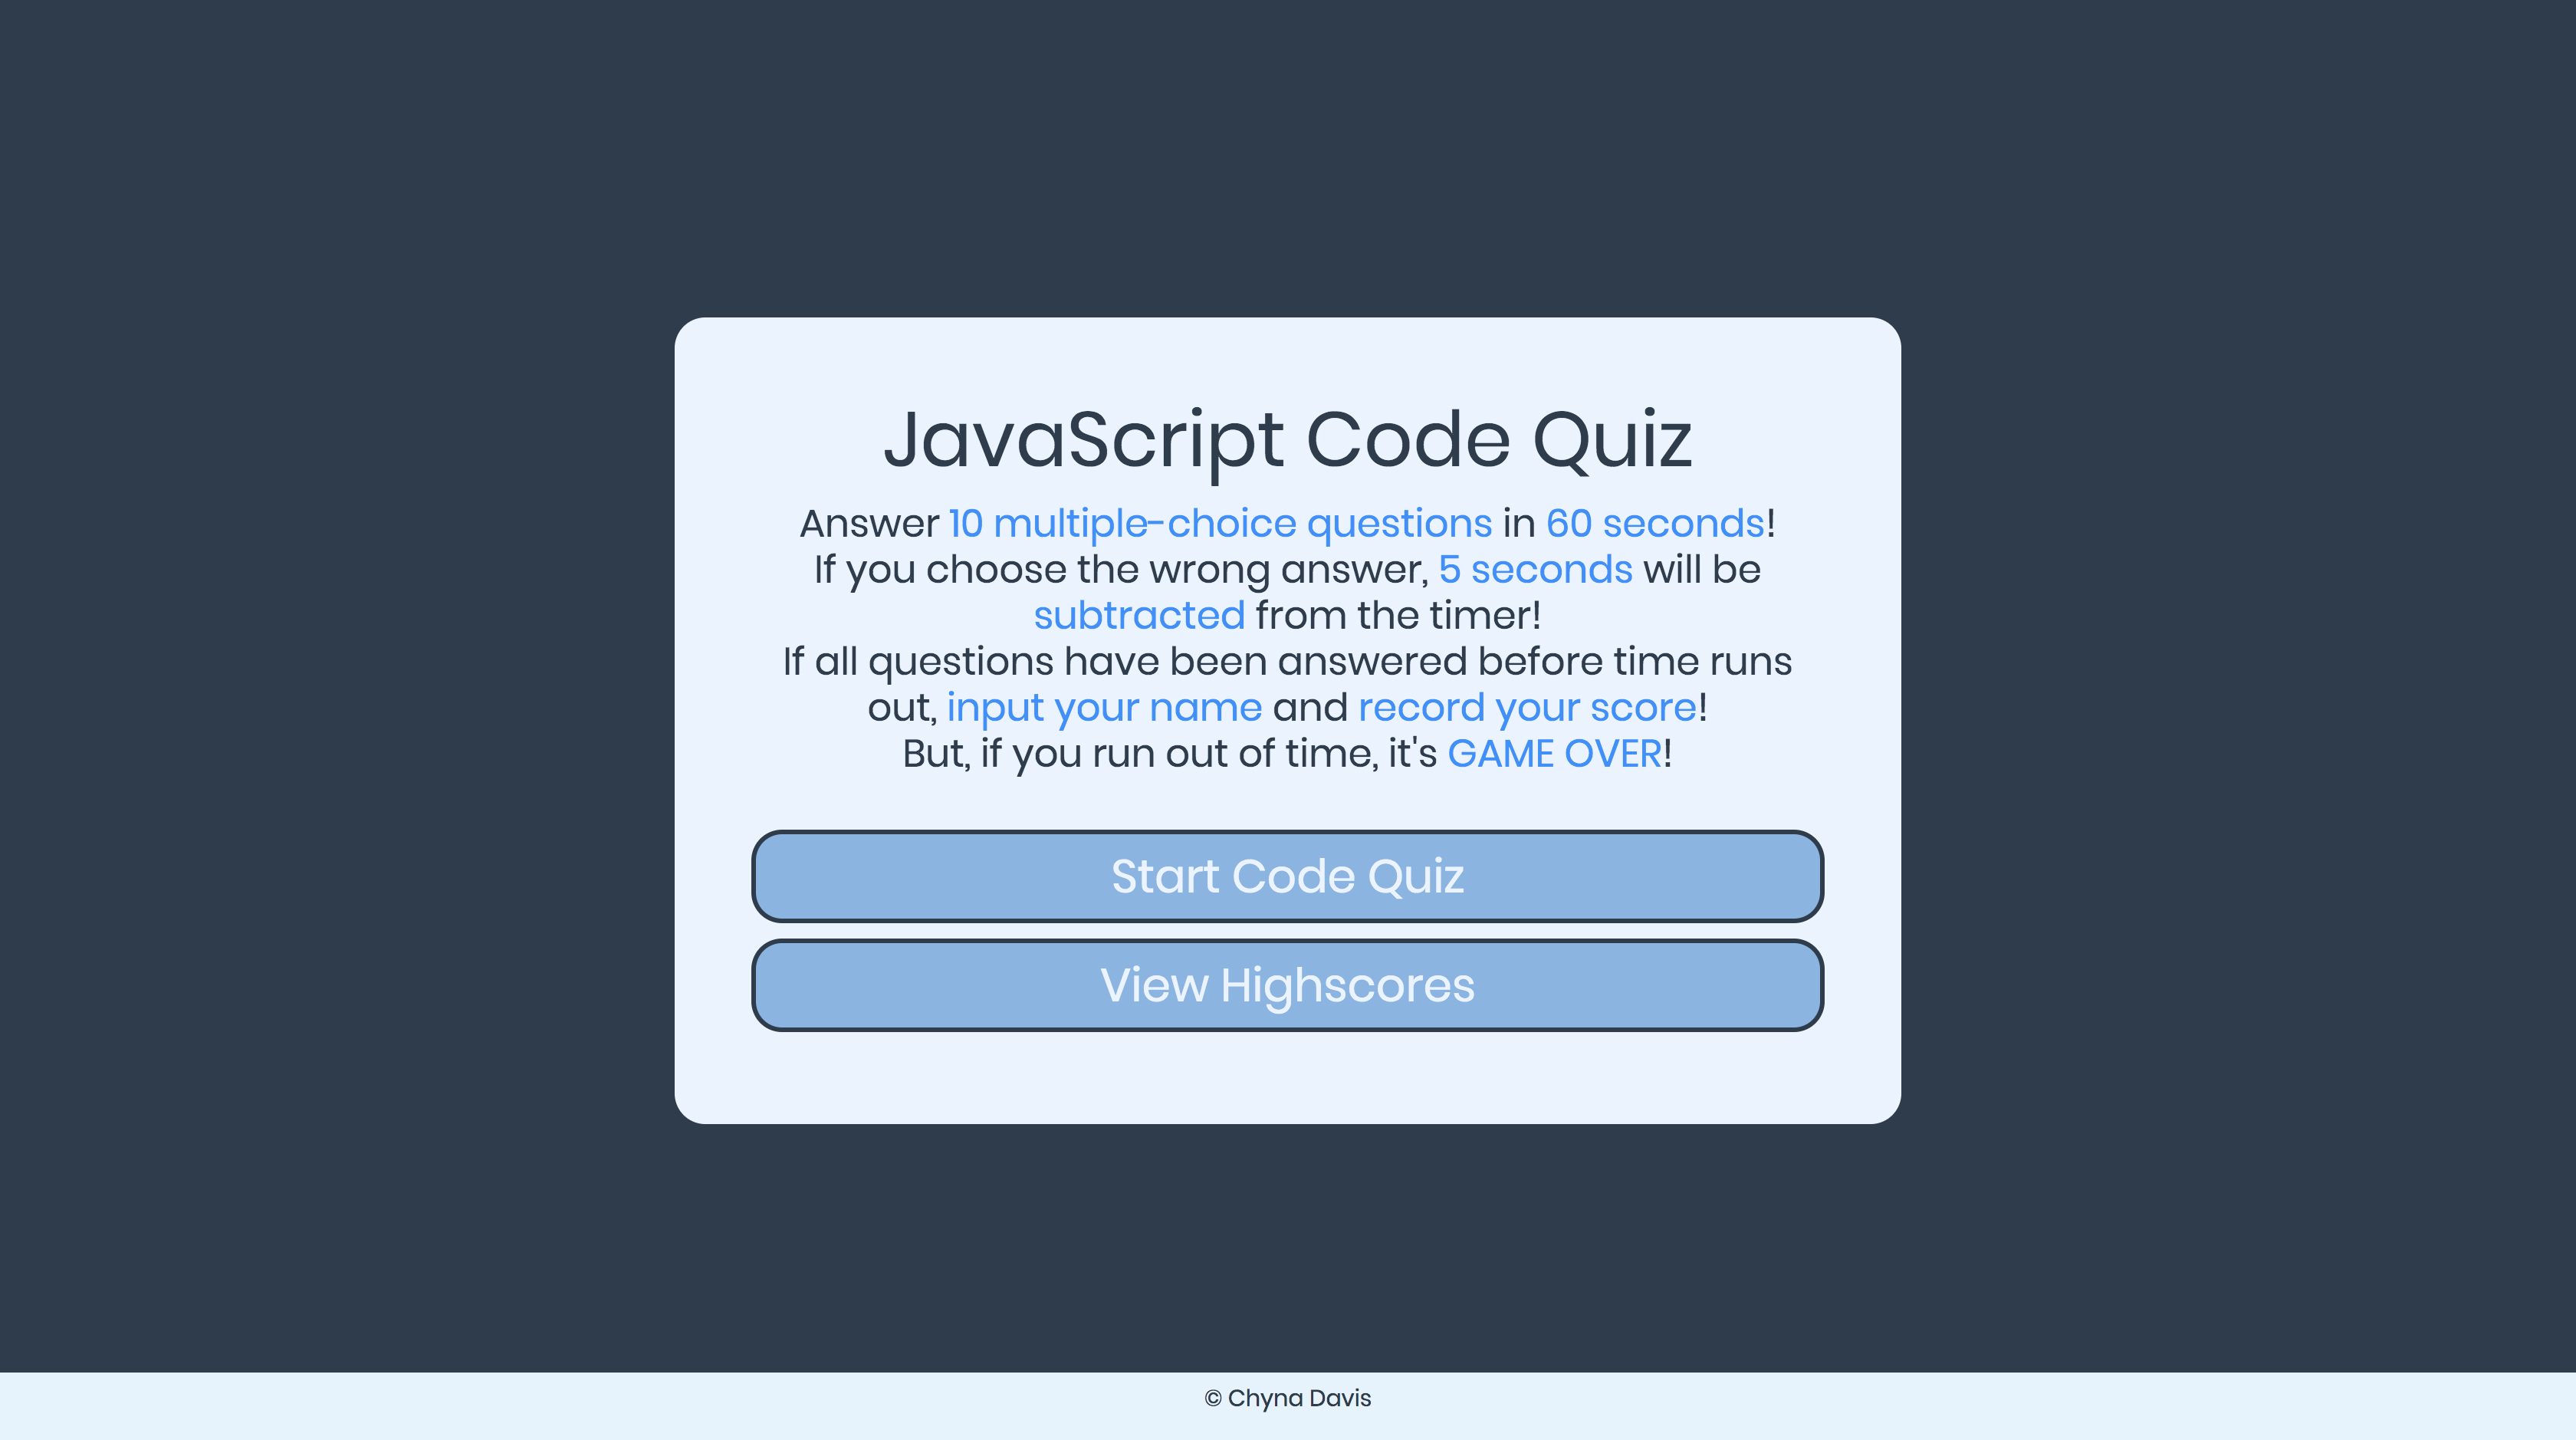 JavaScript Code Quiz
Answer 10 multiple-choice questions in 60 seconds!
If you choose the wrong answer, 5 seconds will be
subtracted from the timer!
If all questions have been answered before time runs
out, input your name and record your score!
But, if you run out of time, it's GAME OVER!
Start Code Quiz
View Highscores
© Chyna Davis